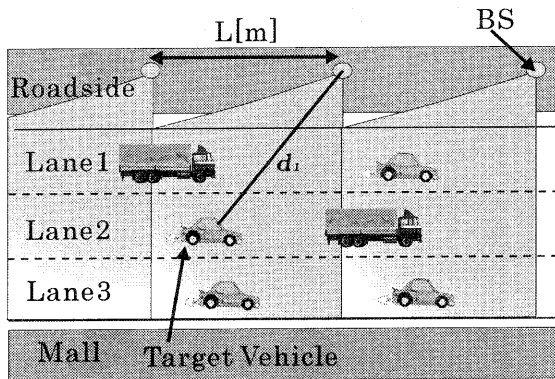 L[m]
BS
Roadside
Lane1
d₁
Lane2
Lane3
Mall
Target Vehicle